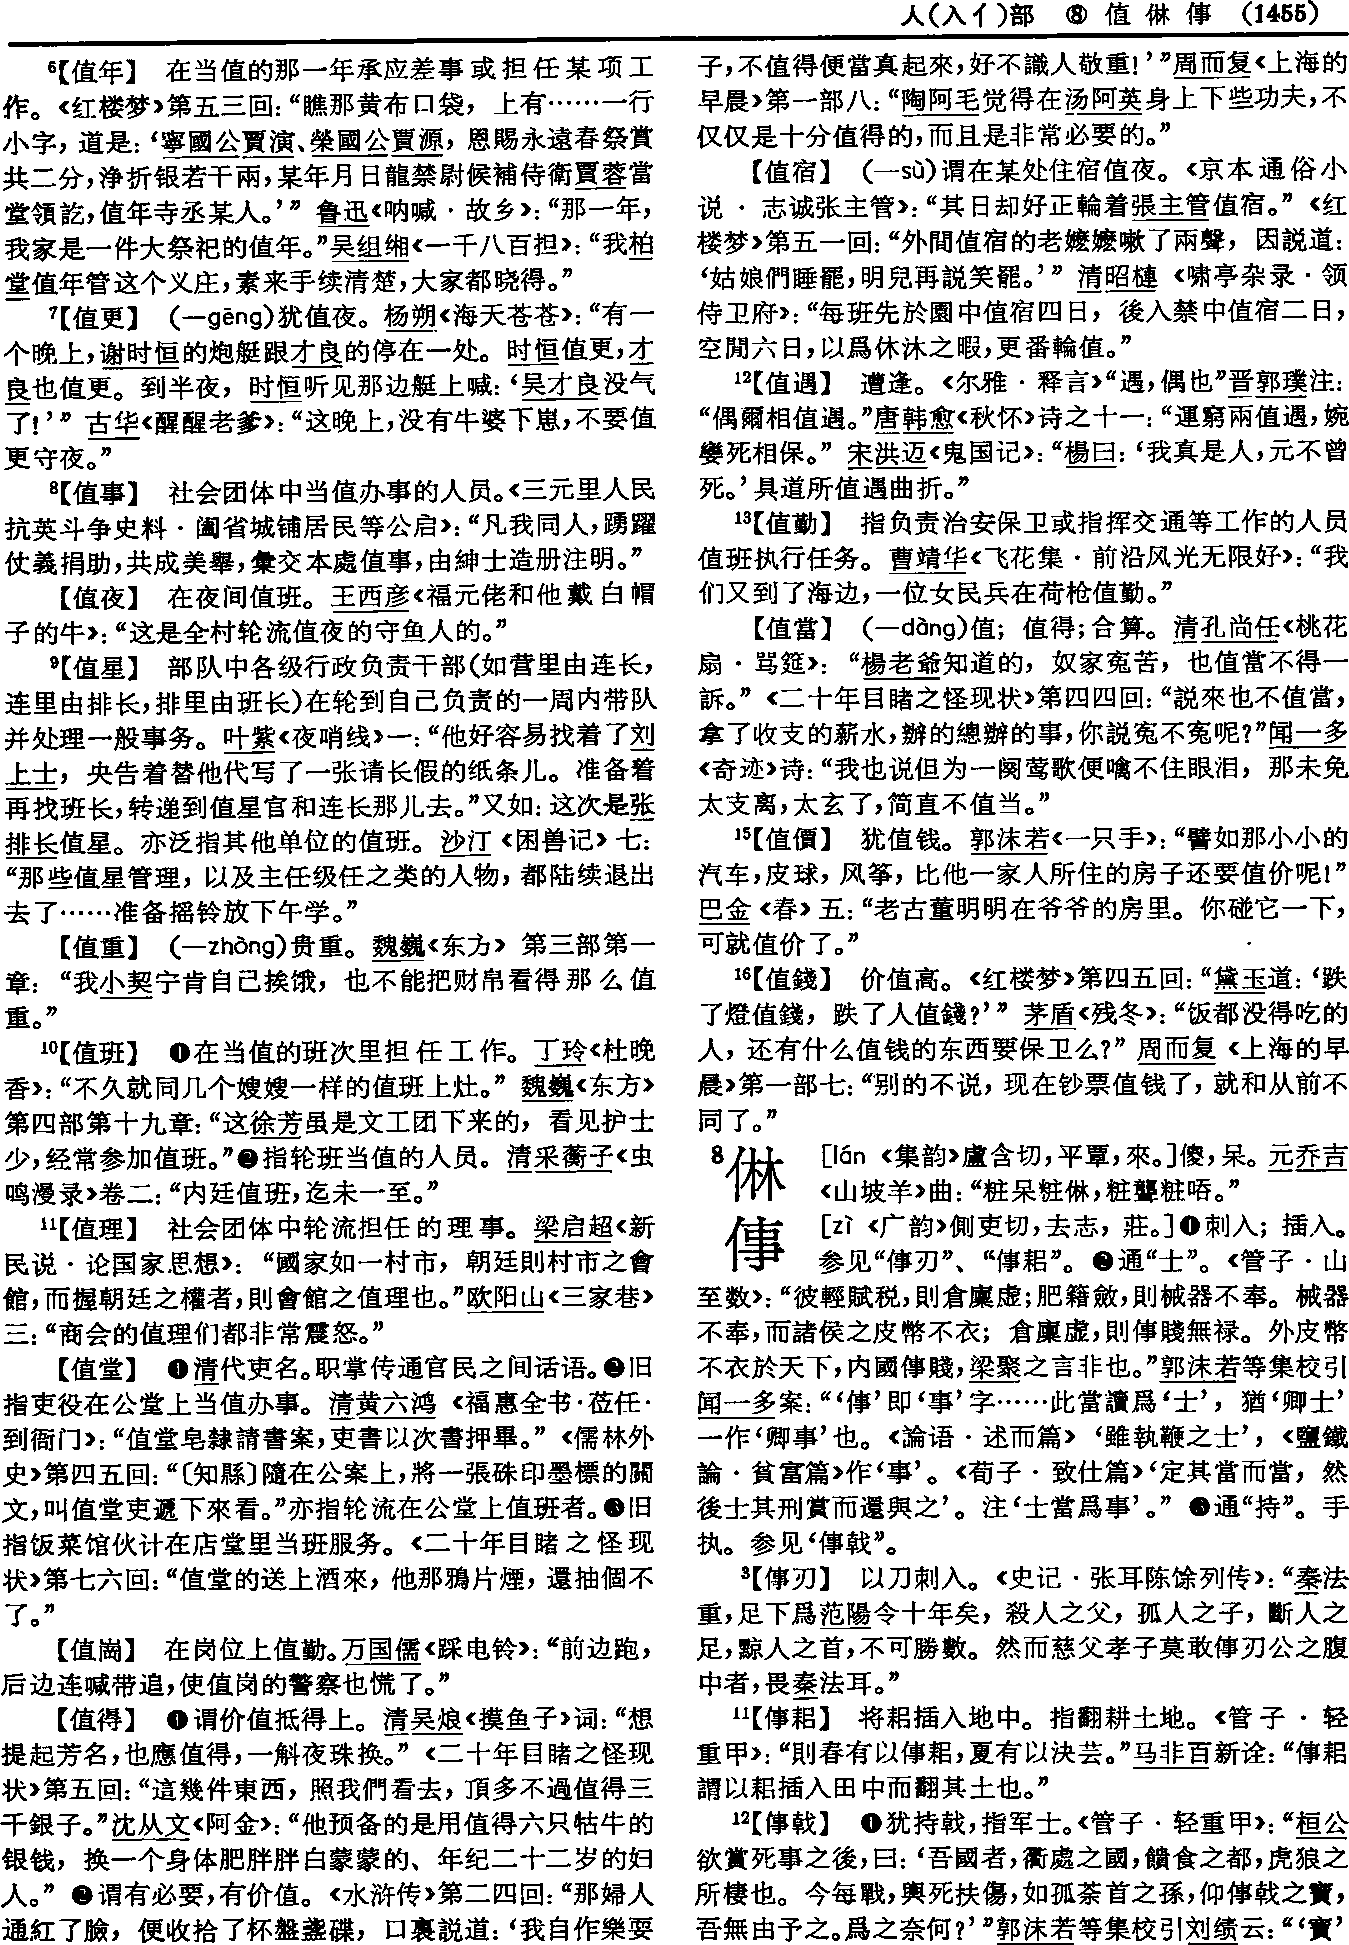 人(入亻)部 ⑧ 值㑣倳 (1455)
⁶【值年】 在当值的那一年承应差事或担任某项工
作。《红楼梦》第五三回：“瞧那黄布口袋，上有……一行
小字，道是：‘寧國公賈演、榮國公賈源，恩賜永遠春祭賞
共二分，浄折银若干兩，某年月日龍禁尉候補侍衛賈蓉當
堂領訖，值年寺丞某人。’” 鲁迅《呐喊·故乡》：“那一年，
我家是一件大祭祀的值年。”吴组缃《一千八百担》：“我柏
堂值年管这个义庄，素来手续清楚，大家都晓得。”
⁷【值更】 (—gēng)犹值夜。杨朔《海天苍苍》：“有一
个晚上，谢时恒的炮艇跟才良的停在一处。时恒值更，才
良也值更。到半夜，时恒听见那边艇上喊：‘吴才良没气
了！’” 古华《醒醒老爹》：“这晚上，没有牛婆下崽，不要值
更守夜。”
⁸【值事】 社会团体中当值办事的人员。《三元里人民
抗英斗争史料·阖省城铺居民等公启》：“凡我同人，踴躍
仗義捐助，共成美舉，彙交本處值事，由紳士造册注明。”
【值夜】 在夜间值班。王西彦《福元佬和他戴白帽
子的牛》：“这是全村轮流值夜的守鱼人的。”
⁹【值星】 部队中各级行政负责干部(如营里由连长，
连里由排长，排里由班长)在轮到自己负责的一周内带队
并处理一般事务。叶紫《夜哨线》一：“他好容易找着了刘
上士，央告着替他代写了一张请长假的纸条儿。准备着
再找班长，转递到值星官和连长那儿去。”又如：这次是张
排长值星。亦泛指其他单位的值班。沙汀《困兽记》七：
“那些值星管理，以及主任级任之类的人物，都陆续退出
去了……准备摇铃放下午学。”
【值重】 (—zhòng)贵重。魏巍《东方》第三部第一
章：“我小契宁肯自己挨饿，也不能把财帛看得那么值
重。”
¹⁰【值班】 ❶在当值的班次里担任工作。丁玲《杜晚
香》：“不久就同几个嫂嫂一样的值班上灶。” 魏巍《东方》
第四部第十九章：“这徐芳虽是文工团下来的，看见护士
少，经常参加值班。”❷指轮班当值的人员。清采蘅子《虫
鸣漫录》卷二：“内廷值班，迄未一至。”
¹¹【值理】 社会团体中轮流担任的理事。梁启超《新
民说·论国家思想》：“國家如一村市，朝廷則村市之會
館，而握朝廷之權者，則會館之值理也。”欧阳山《三家巷》
三：“商会的值理们都非常震怒。”
【值堂】 ❶清代吏名。职掌传通官民之间话语。❷旧
指吏役在公堂上当值办事。清黄六鸿《福惠全书·莅任·
到衙门》：“值堂皂隸請書案，吏書以次書押畢。”《儒林外
史》第四五回：“〔知縣〕隨在公案上，將一張硃印墨標的關
文，叫值堂吏遞下來看。”亦指轮流在公堂上值班者。❸旧
指饭菜馆伙计在店堂里当班服务。《二十年目睹之怪现
状》第七六回：“值堂的送上酒來，他那鴉片煙，還抽個不
了。”
【值崗】 在岗位上值勤。万国儒《踩电铃》：“前边跑，
后边连喊带追，使值岗的警察也慌了。”
【值得】 ❶谓价值抵得上。清吴烺《摸鱼子》词：“想
提起芳名，也應值得，一斛夜珠换。”《二十年目睹之怪现
状》第五回：“這幾件東西，照我們看去，頂多不過值得三
千銀子。”沈从文《阿金》：“他预备的是用值得六只牯牛的
银钱，换一个身体肥胖胖白蒙蒙的、年纪二十二岁的妇
人。” ❷谓有必要，有价值。《水浒传》第二四回：“那婦人
通紅了臉，便收拾了杯盤盞碟，口裏説道：‘我自作樂耍
子，不值得便當真起來，好不識人敬重！’”周而复《上海的
早晨》第一部八：“陶阿毛觉得在汤阿英身上下些功夫，不
仅仅是十分值得的，而且是非常必要的。”
【值宿】 (—sù)谓在某处住宿值夜。《京本通俗小
说·志诚张主管》：“其日却好正輪着張主管值宿。”《红
楼梦》第五一回：“外間值宿的老嬷嬷嗽了兩聲，因説道：
‘姑娘們睡罷，明兒再説笑罷。’” 清昭槤《啸亭杂录·领
侍卫府》：“每班先於園中值宿四日，後入禁中值宿二日，
空閒六日，以爲休沐之暇，更番輪值。”
¹²【值遇】 遭逢。《尔雅·释言》“遇，偶也”晋郭璞注：
“偶爾相值遇。”唐韩愈《秋怀》诗之十一：“運窮兩值遇，婉
孌死相保。” 宋洪迈《鬼国记》：“楊曰：‘我真是人，元不曾
死。’具道所值遇曲折。”
¹³【值勤】 指负责治安保卫或指挥交通等工作的人员
值班执行任务。曹靖华《飞花集·前沿风光无限好》：“我
们又到了海边，一位女民兵在荷枪值勤。”
【值當】 (—dàng)值；值得；合算。清孔尚任《桃花
扇·骂筵》：“楊老爺知道的，奴家冤苦，也值當不得一
訴。”《二十年目睹之怪现状》第四四回：“説來也不值當，
拿了收支的薪水，辦的總辦的事，你説冤不冤呢？”闻一多
《奇迹》诗：“我也说但为一阕莺歌便噙不住眼泪，那未免
太支离，太玄了，简直不值当。”
¹⁵【值價】 犹值钱。郭沫若《一只手》：“譬如那小小的
汽车，皮球，风筝，比他一家人所住的房子还要值价呢！”
巴金《春》五：“老古董明明在爷爷的房里。你碰它一下，
可就值价了。”
¹⁶【值錢】 价值高。《红楼梦》第四五回：“黛玉道：‘跌
了燈值錢，跌了人值錢？’” 茅盾《残冬》：“饭都没得吃的
人，还有什么值钱的东西要保卫么？” 周而复《上海的早
晨》第一部七：“别的不说，现在钞票值钱了，就和从前不
同了。”
⁸㑣 [lán 《集韵》盧含切，平覃，來。]傻，呆。元乔吉
《山坡羊》曲：“粧呆粧㑣，粧聾粧㖠。”
倳 [zì 《广韵》側吏切，去志，莊。]❶刺入；插入。
参见“倳刃”、“倳耜”。❷通“士”。《管子·山
至数》：“彼輕賦税，則倉廩虚；肥籍斂，則械器不奉。械器
不奉，而諸侯之皮幣不衣；倉廩虚，則倳賤無禄。外皮幣
不衣於天下，内國倳賤，梁聚之言非也。”郭沫若等集校引
闻一多案：“‘倳’即‘事’字……此當讀爲‘士’，猶‘卿士’
一作‘卿事’也。《論语·述而篇》‘雖執鞭之士’，《鹽鐵
論·貧富篇》作‘事’。《荀子·致仕篇》‘定其當而當，然
後士其刑賞而還與之’。注‘士當爲事’。” ❸通“持”。手
执。参见‘倳戟”。
³【倳刃】 以刀刺入。《史记·张耳陈馀列传》：“秦法
重，足下爲范陽令十年矣，殺人之父，孤人之子，斷人之
足，黥人之首，不可勝數。然而慈父孝子莫敢倳刃公之腹
中者，畏秦法耳。”
¹¹【倳耜】 将耜插入地中。指翻耕土地。《管子·轻
重甲》：“則春有以倳耜，夏有以決芸。”马非百新诠：“倳耜
謂以耜插入田中而翻其土也。”
¹²【倳戟】 ❶犹持戟，指军士。《管子·轻重甲》：“桓公
欲賞死事之後，曰：‘吾國者，衢處之國，饋食之都，虎狼之
所棲也。今每戰，輿死扶傷，如孤荼首之孫，仰倳戟之寶，
吾無由予之。爲之奈何？’”郭沫若等集校引刘绩云：“‘寶’